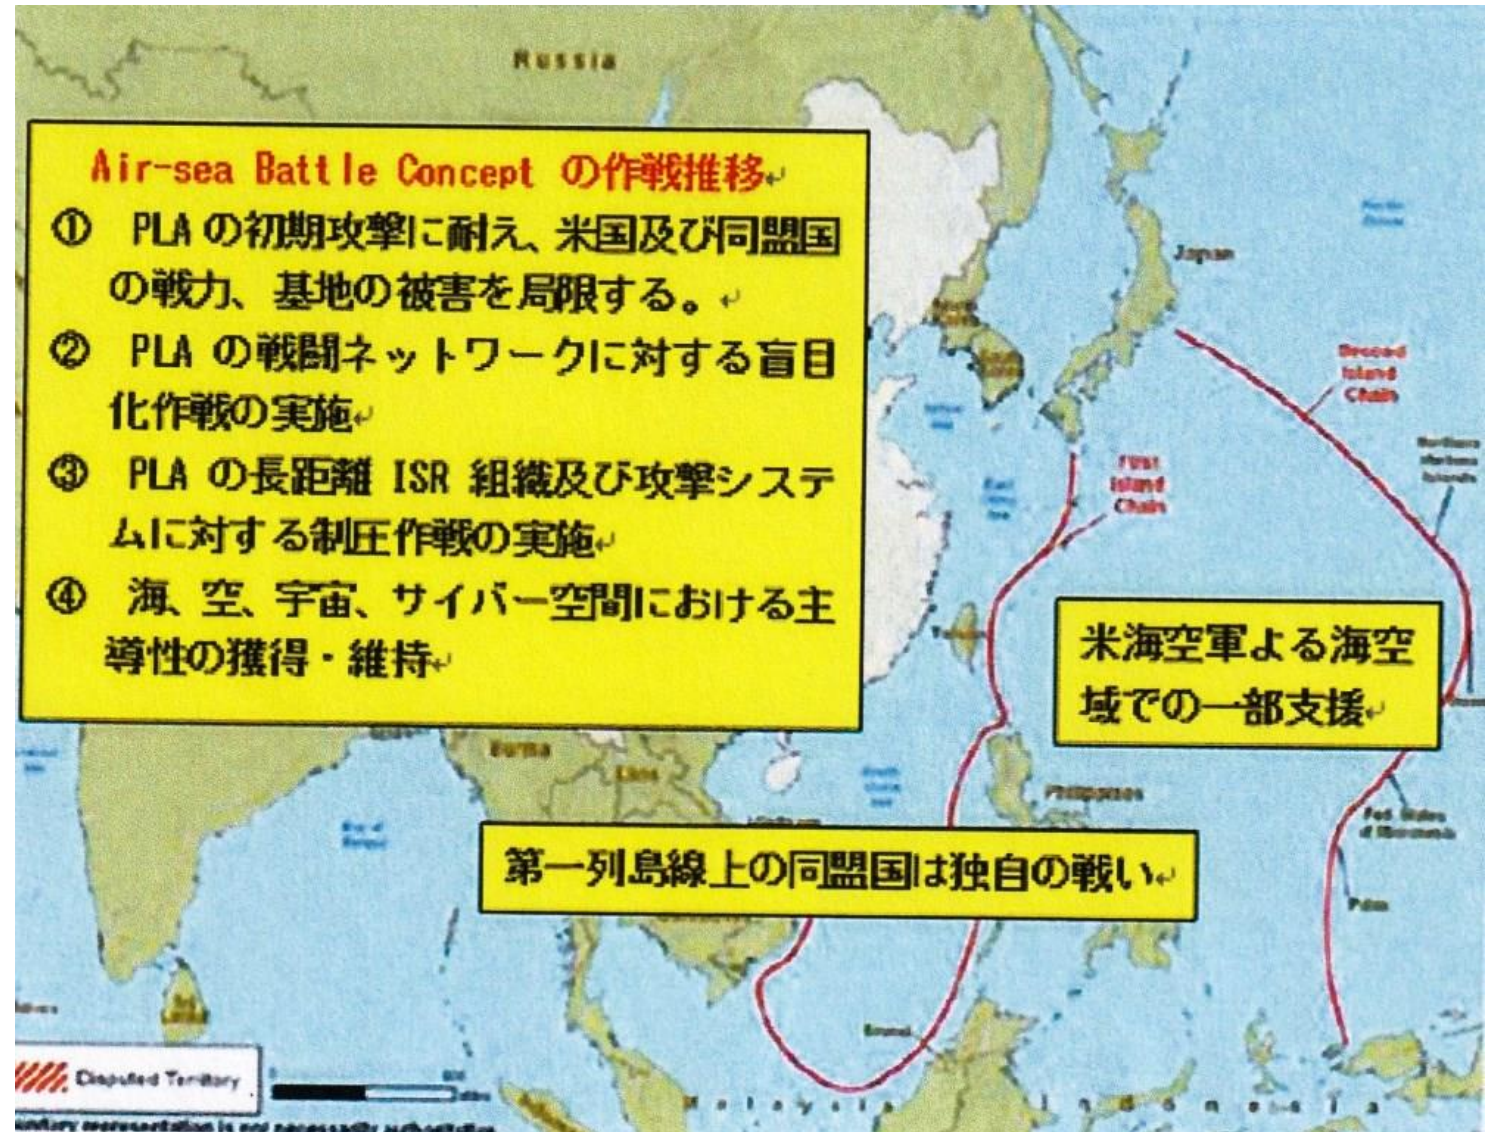 Russia
Air-sea Battle Concept の作戦推移
① PLA の初期攻撃に耐え、米国及び同盟国
の戦力、基地の被害を局限する。
② PLA の戦闘ネットワークに対する盲目
化作戦の実施
③ PLA の長距離 ISR 組織及び攻撃システ
ムに対する制圧作戦の実施
④ 海、空、宇宙、サイバー空間における主
導性の獲得・維持
Japan
Second
Island
Chain
First
Island
Chain
米海空軍よる海空
域での一部支援
Burma
Laos
Philippines
第一列島線上の同盟国は独自の戦い
Palau
Brunei
Disputed Territory
Malaysia
Indonesia
boundary representation is not necessarily authoritative